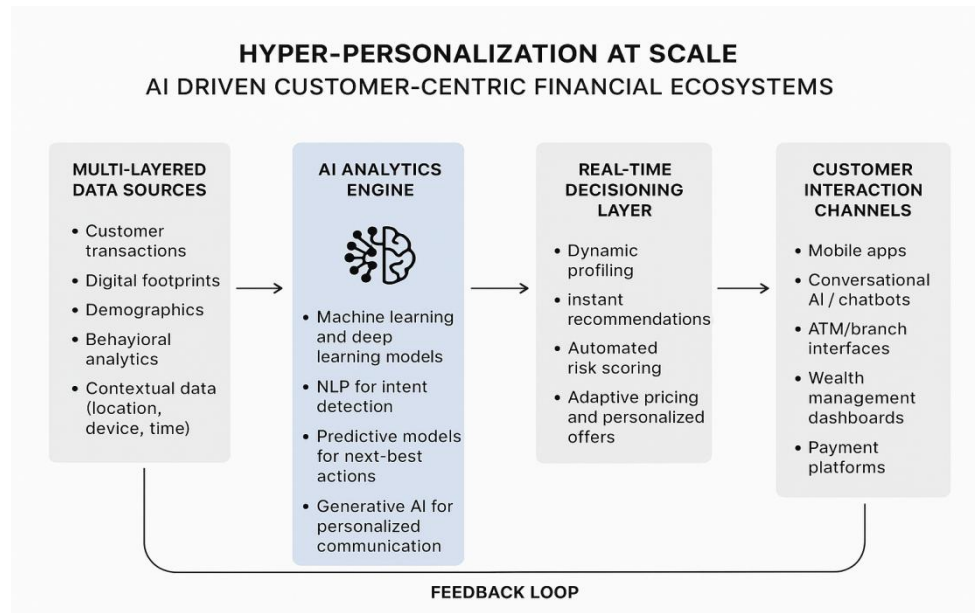 HYPER-PERSONALIZATION AT SCALE
AI DRIVEN CUSTOMER-CENTRIC FINANCIAL ECOSYSTEMS
MULTI-LAYERED
DATA SOURCES
• Customer
transactions
• Digital footprints
• Demographics
• Behayioral
analytics
• Contextual data
(location,
device, time)
AI ANALYTICS
ENGINE
• Machine learning
and deep
learning models
• NLP for intent
detection
• Predictive models
for next-best
actions
• Generative AI for
personalized
communication
REAL-TIME
DECISIONING
LAYER
• Dynamic
profiling
• instant
recommendations
• Automated
risk scoring
• Adaptive pricing
and personalized
offers
CUSTOMER
INTERACTION
CHANNELS
• Mobile apps
• Conversational
AI / chatbots
• ATM/branch
interfaces
• Wealth
management
dashboards
• Payment
platforms
FEEDBACK LOOP